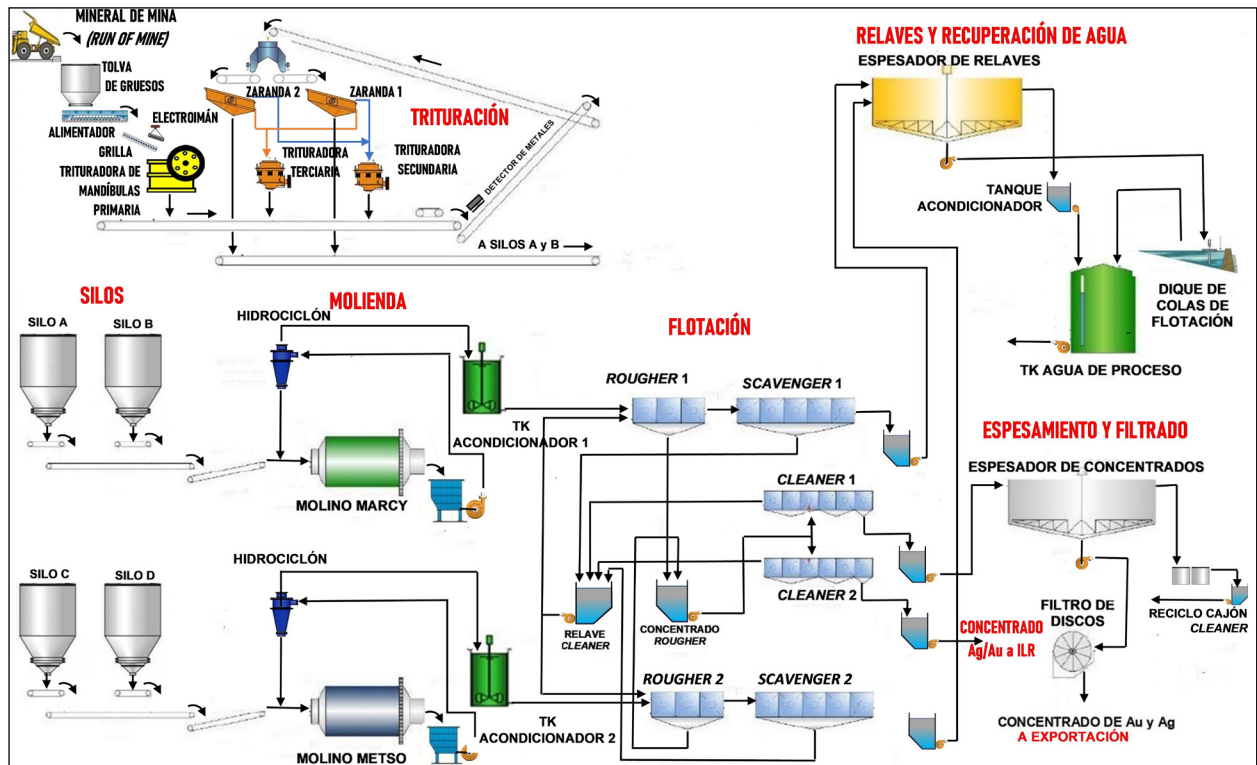 MINERAL DE MINA
(RUN OF MINE)
TOLVA
DE GRUESOS
ALIMENTADOR
ELECTROIMÁN
GRILLA
TRITURADORA DE
MANDÍBULAS
PRIMARIA
ZARANDA 2
ZARANDA 1
TRITURACIÓN
TRITURADORA
TERCIARIA
TRITURADORA
SECUNDARIA
DETECTOR DE METALES
A SILOS A y B
RELAVES Y RECUPERACIÓN DE AGUA
ESPESADOR DE RELAVES
TANQUE
ACONDICIONADOR
DIQUE DE
COLAS DE
FLOTACIÓN
TK AGUA DE PROCESO
SILOS
SILO A
SILO B
MOLIENDA
HIDROCICLÓN
MOLINO MARCY
TK
ACONDICIONADOR 1
FLOTACIÓN
ROUGHER 1
SCAVENGER 1
CLEANER 1
CLEANER 2
RELAVE
CLEANER
CONCENTRADO
ROUGHER
ESPESAMIENTO Y FILTRADO
ESPESADOR DE CONCENTRADOS
RECICLO CAJÓN
CLEANER
FILTRO DE
DISCOS
CONCENTRADO
Ag/Au a ILR
CONCENTRADO DE Au y Ag
A EXPORTACIÓN
SILO C
SILO D
HIDROCICLÓN
MOLINO METSO
TK
ACONDICIONADOR 2
ROUGHER 2
SCAVENGER 2